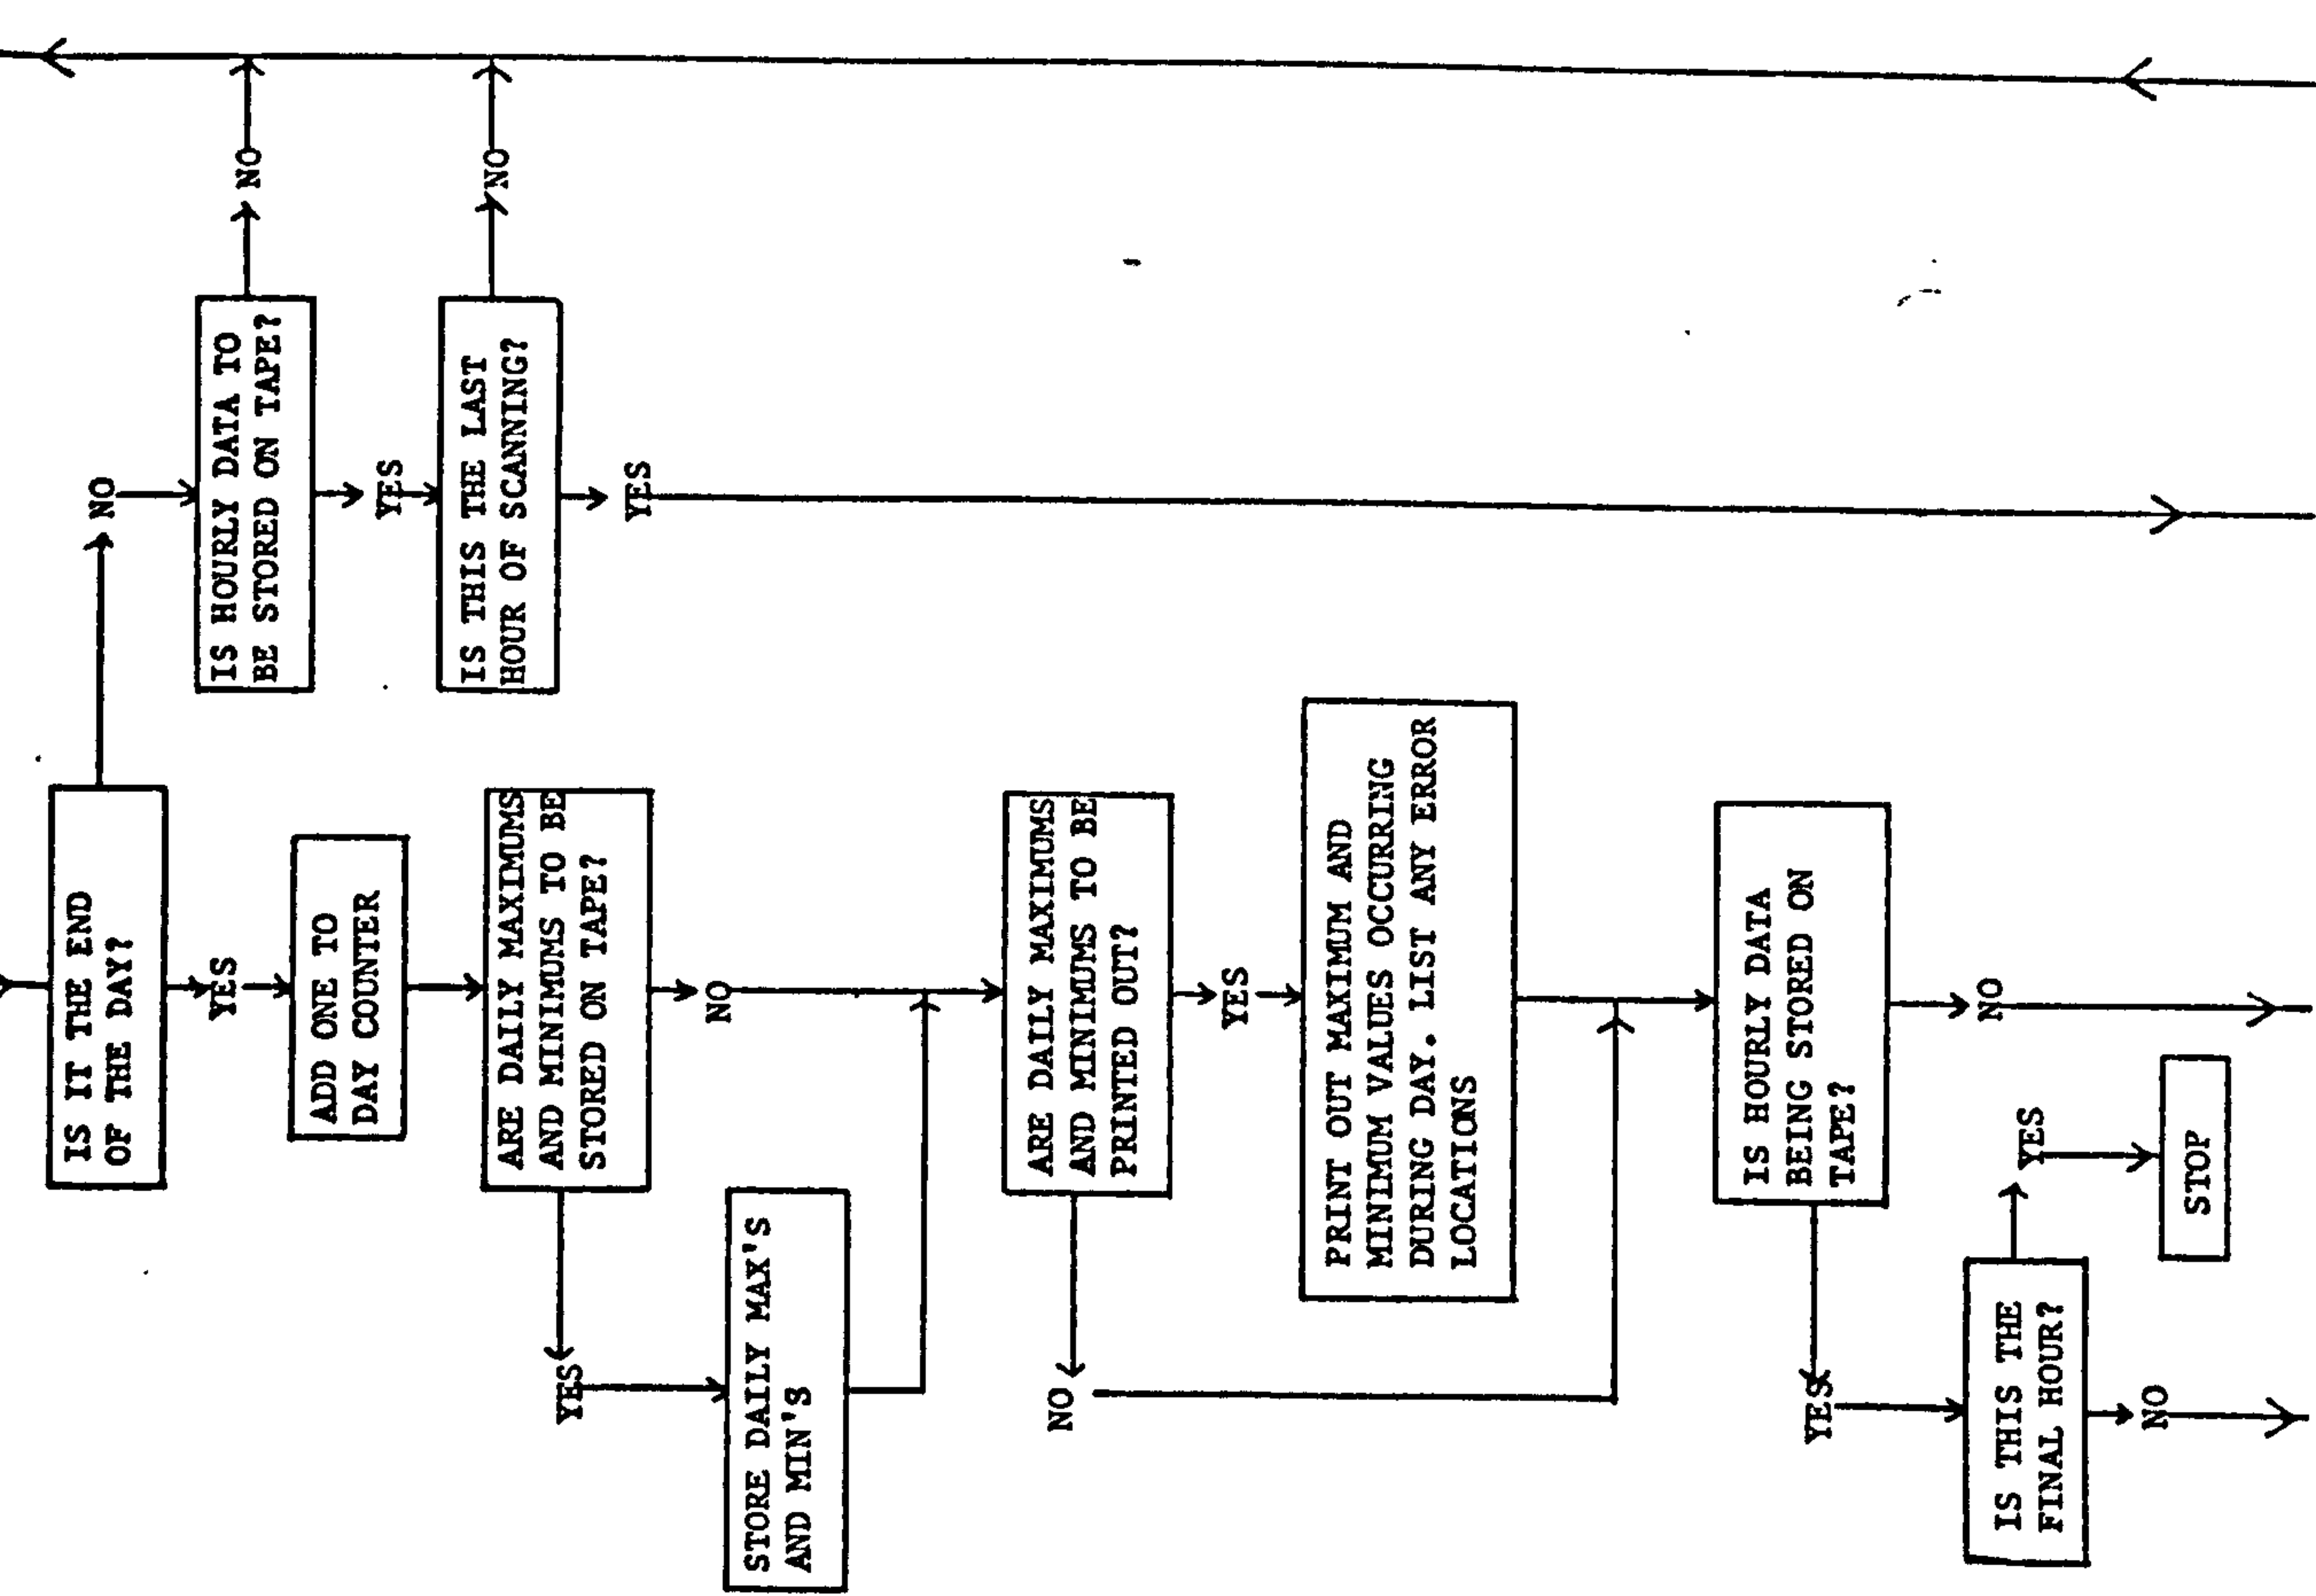 IS IT THE END
OF THE DAY?
NO
YES
IS HOURLY DATA TO
BE STORED ON TAPE?
NO
YES
ADD ONE TO
DAY COUNTER
IS THIS THE LAST
HOUR OF SCANNING?
NO
YES
ARE DAILY MAXIMUMS
AND MINIMUMS TO BE
STORED ON TAPE?
YES
NO
STORE DAILY MAX'S
AND MIN'S
ARE DAILY MAXIMUMS
AND MINIMUMS TO BE
PRINTED OUT?
NO
YES
PRINT OUT MAXIMUM AND
MINIMUM VALUES OCCURING
DURING DAY. LIST ANY ERROR
LOCATIONS
IS HOURLY DATA
BEING STORED ON
TAPE?
YES
NO
IS THIS THE
FINAL HOUR?
YES
NO
STOP